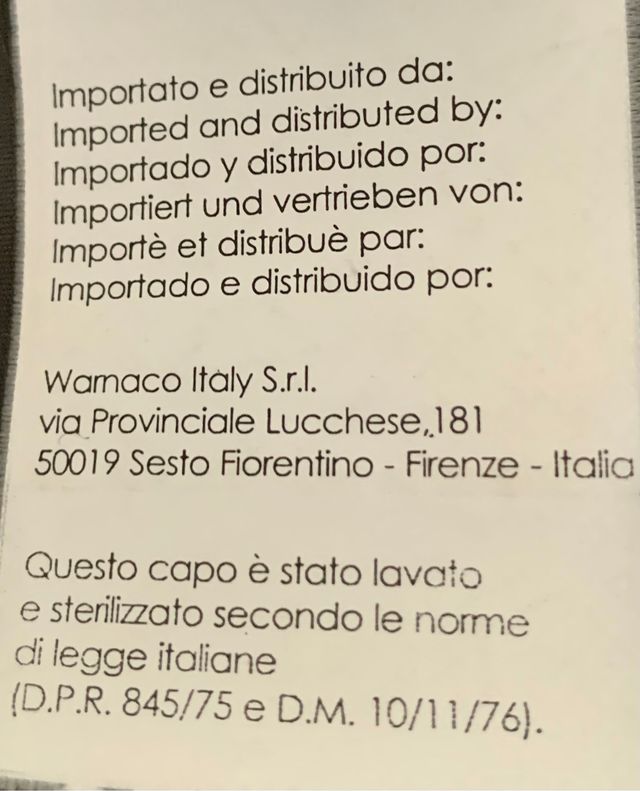 Importato e distribuito da:
Imported and distributed by:
Importado y distribuido por:
Importiert und vertrieben von:
Importè et distribuè par:
Importado e distribuido por:
Warnaco Italy S.r.l.
via Provinciale Lucchese, 181
50019 Sesto Fiorentino - Firenze - Italia
Questo capo è stato lavato
e sterilizzato secondo le norme
di legge italiane
(D.P.R. 845/75 e D.M. 10/11/76).